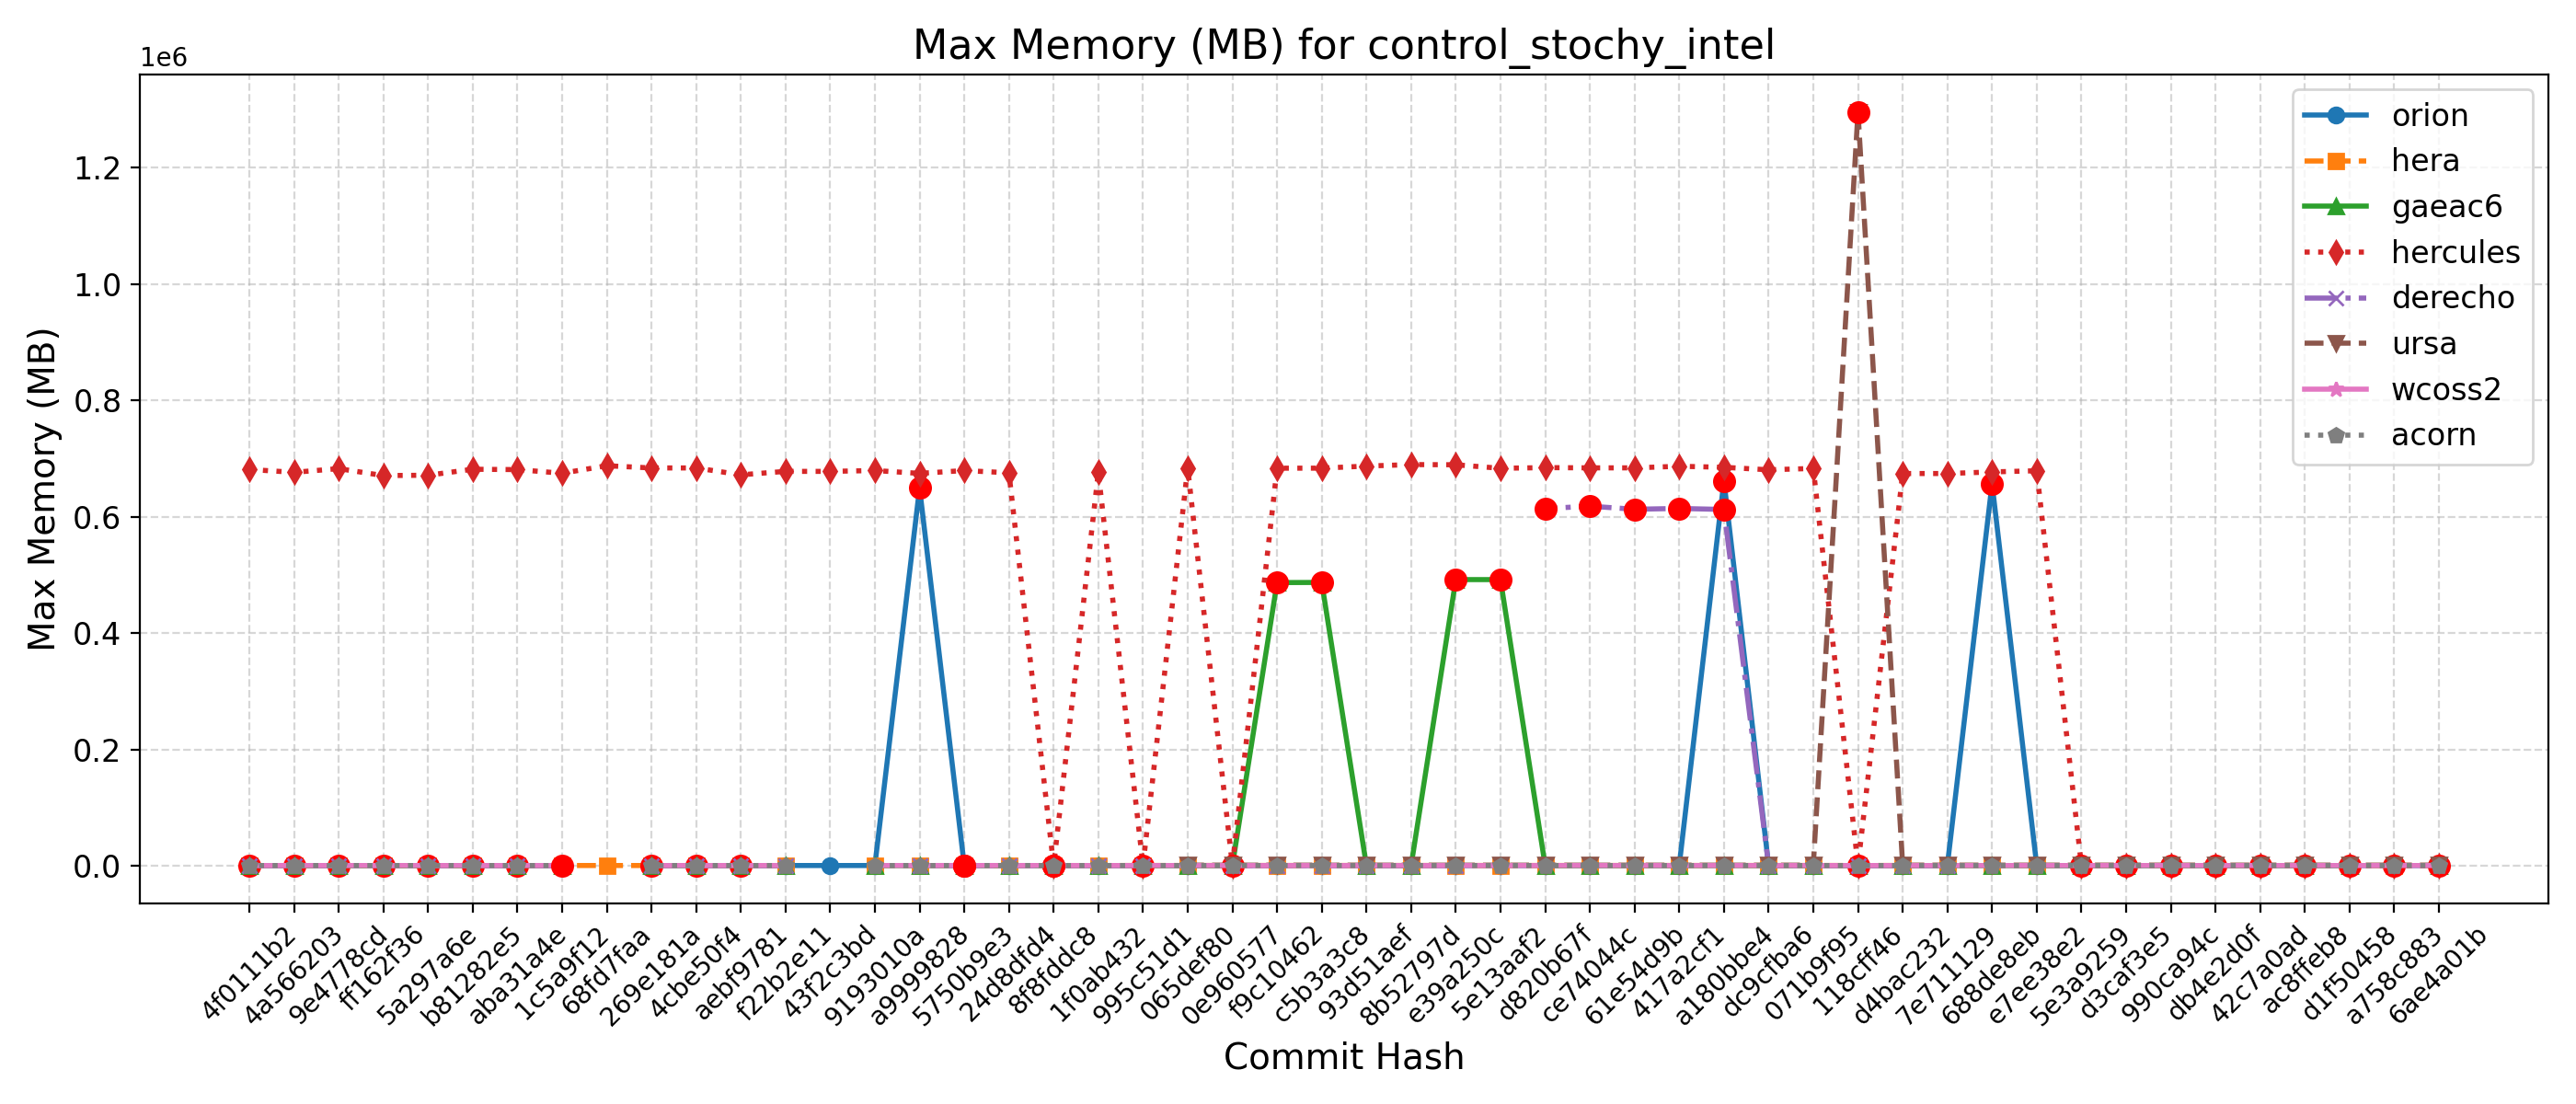 Max Memory (MB) for control_stochy_intel
1e6
1.2
1.0
0.8
0.6
0.4
0.2
0.0
Max Memory (MB)
orion
hera
gaeac6
hercules
derecho
ursa
wcoss2
acorn
4f0111b2
4a566203
9e4778cd
ff162f36
5a297a6e
b81282e5
aba31a4e
1c5a9f12
68fd7faa
269e181a
4cbe50f4
aebf9781
f22b2e11
43f2c3bd
9193010a
a9999828
5750b9e3
24d8dfd4
8f8fddc8
1f0ab432
995c51d1
065def80
0e960577
f9c10462
c5b3a3c8
93d51aef
8b52797d
e39a250c
5e13aaf2
d820b67f
ce74044c
61e54d9b
417a2cf1
a180bbe4
dc9cfba6
071b9f95
118cff46
d4bac232
7e711129
688de8eb
e7ee38e2
5e3a9259
d3caf3e5
990ca94c
db4e2d0f
42c7a0ad
ac8ffeb8
d1f50458
a758c883
6ae4a01b
Commit Hash